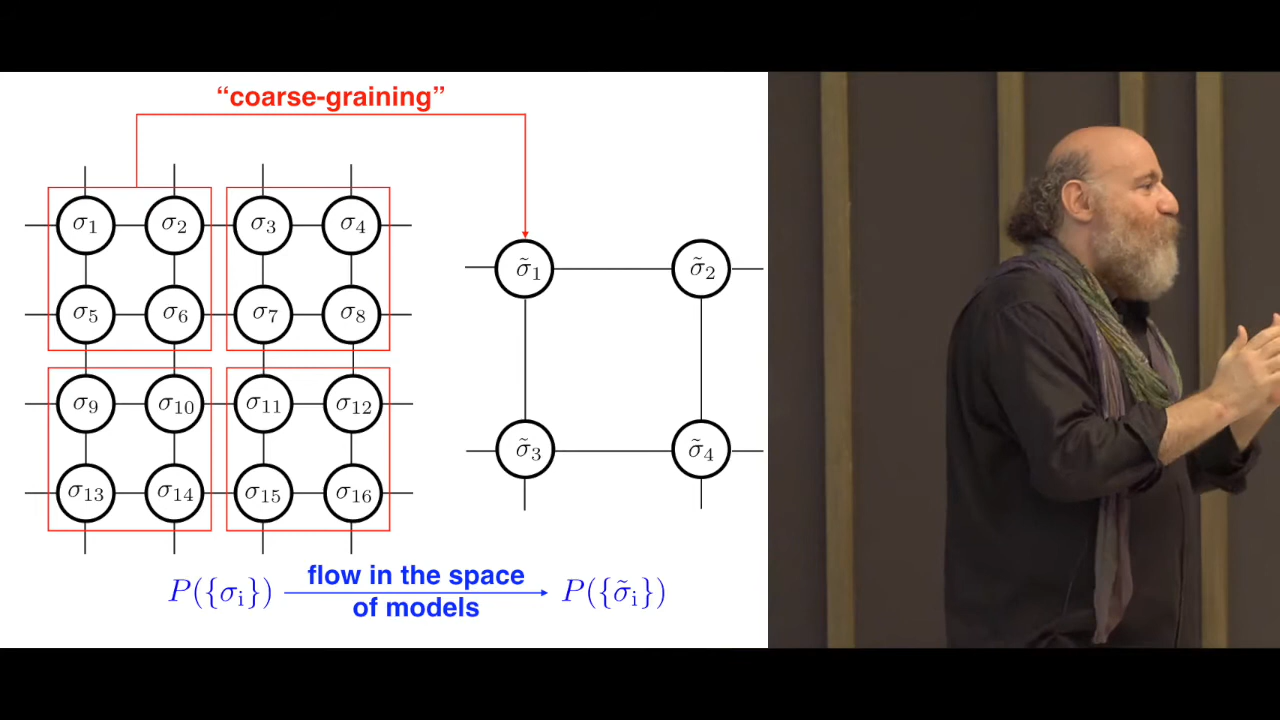 “coarse-graining”
σ₁ σ₂ σ₃ σ₄
σ̃₁ σ̃₂
σ₅ σ₆ σ₇ σ₈
σ₉ σ₁₀ σ₁₁ σ₁₂
σ̃₃ σ̃₄
σ₁₃ σ₁₄ σ₁₅ σ₁₆
flow in the space
P({σᵢ}) P({σ̃ᵢ})
of models